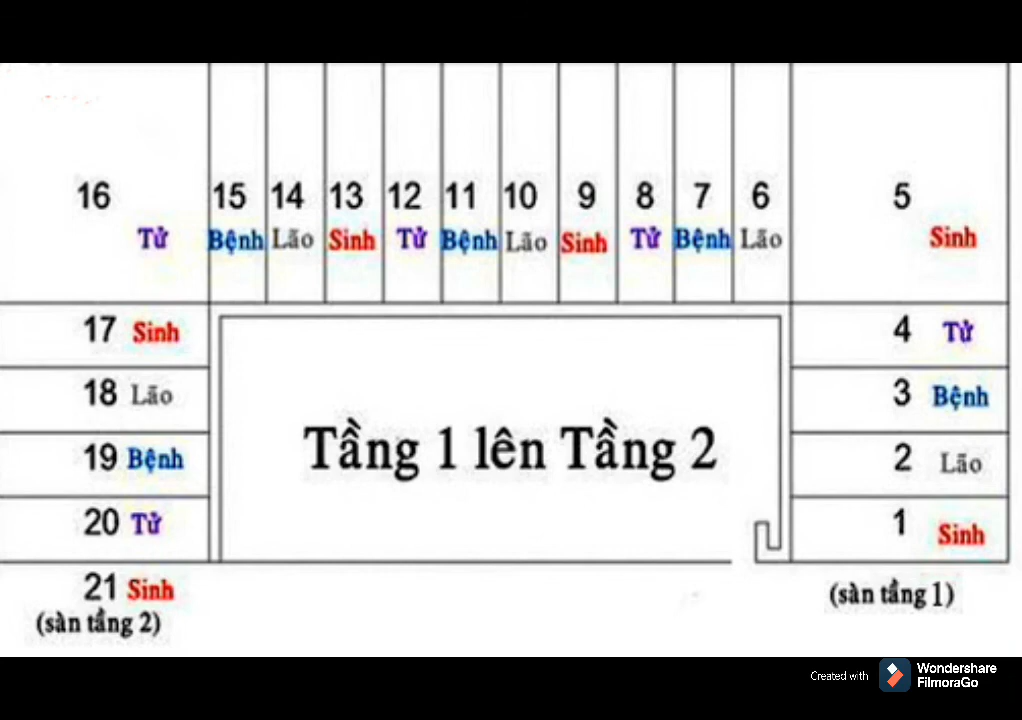 16 15 14 13 12 11 10 9 8 7 6 5
Tử Bệnh Lão Sinh Tử Bệnh Lão Sinh Tử Bệnh Lão Sinh
17 Sinh
18 Lão
19 Bệnh
20 Tử
21 Sinh
(sàn tầng 2)
Tầng 1 lên Tầng 2
4 Tử
3 Bệnh
2 Lão
1 Sinh
(sàn tầng 1)
Created with
Wondershare
FilmoraGo